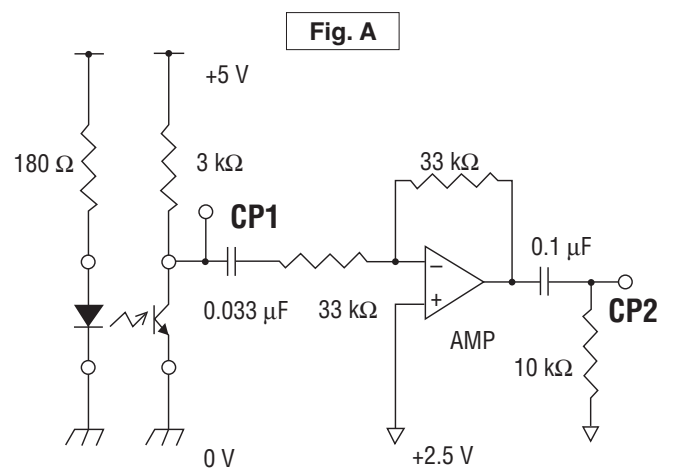 Fig. A
+5 V
180 Ω
3 kΩ
33 kΩ
CP1
0.1 µF
0.033 µF
33 kΩ
−
+
AMP
CP2
10 kΩ
0 V
+2.5 V